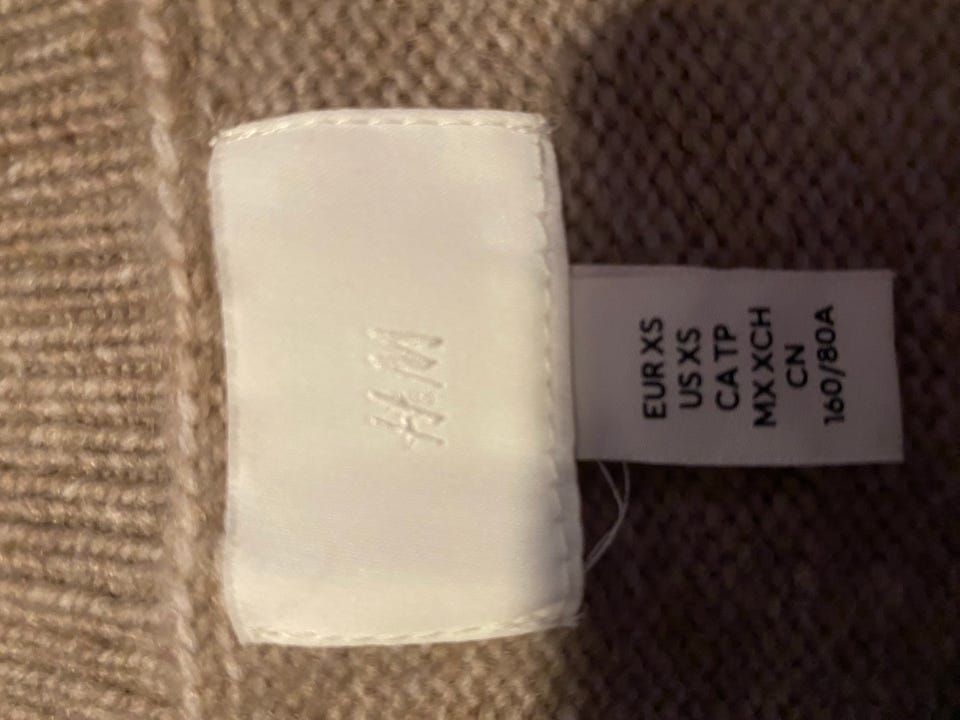 H&M
EUR XS
US XS
CA TP
MX XCH
CN
160/80A